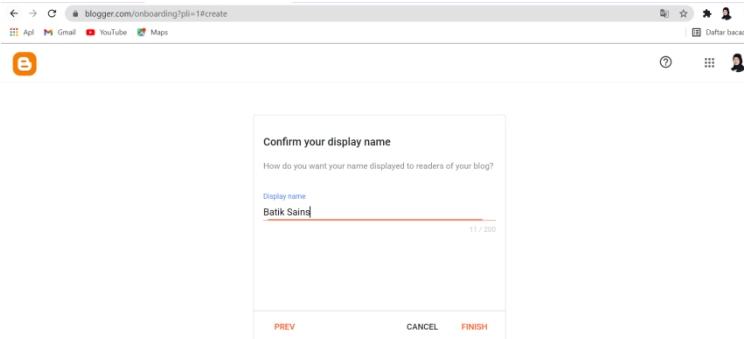 blogger.com/onboarding?pli=1#create
Apl Gmail YouTube Maps Daftar bacaa
Confirm your display name
How do you want your name displayed to readers of your blog?
Display name
Batik Sains
11 / 200
PREV CANCEL FINISH